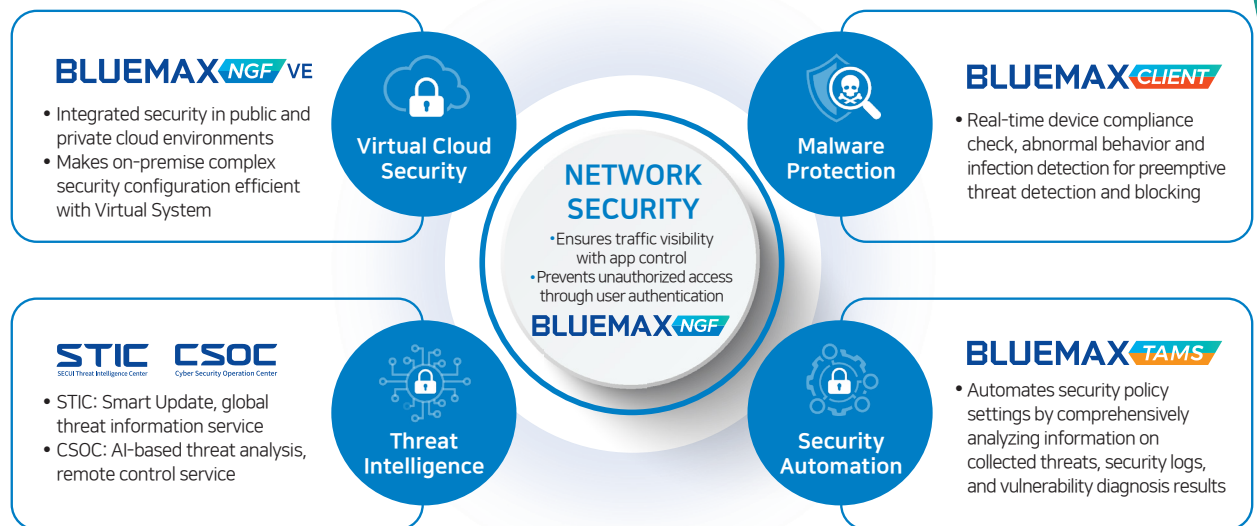 BLUEMAX NGF VE
• Integrated security in public and
private cloud environments
• Makes on-premise complex
security configuration efficient
with Virtual System
Virtual Cloud
Security
NETWORK
SECURITY
•Ensures traffic visibility
with app control
•Prevents unauthorized access
through user authentication
BLUEMAX NGF
Malware
Protection
BLUEMAX CLIENT
• Real-time device compliance
check, abnormal behavior and
infection detection for preemptive
threat detection and blocking
STIC
SECUI Threat Intelligence Center
CSOC
Cyber Security Operation Center
• STIC: Smart Update, global
threat information service
• CSOC: AI-based threat analysis,
remote control service
Threat
Intelligence
Security
Automation
BLUEMAX TAMS
• Automates security policy
settings by comprehensively
analyzing information on
collected threats, security logs,
and vulnerability diagnosis results